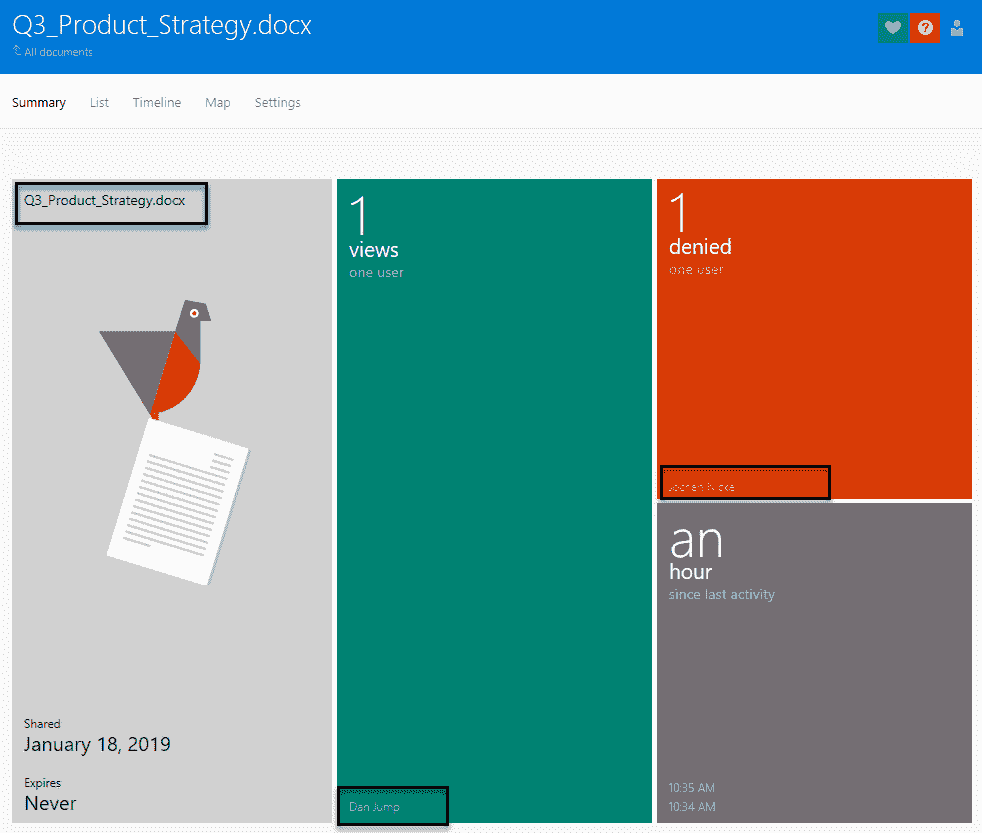 Q3_Product_Strategy.docx
All documents
Summary List Timeline Map Settings
Q3_Product_Strategy.docx
Shared
January 18, 2019
Expires
Never
1
views
one user
Dan Jump
1
denied
one user
an
hour
since last activity
10:35 AM
10:34 AM